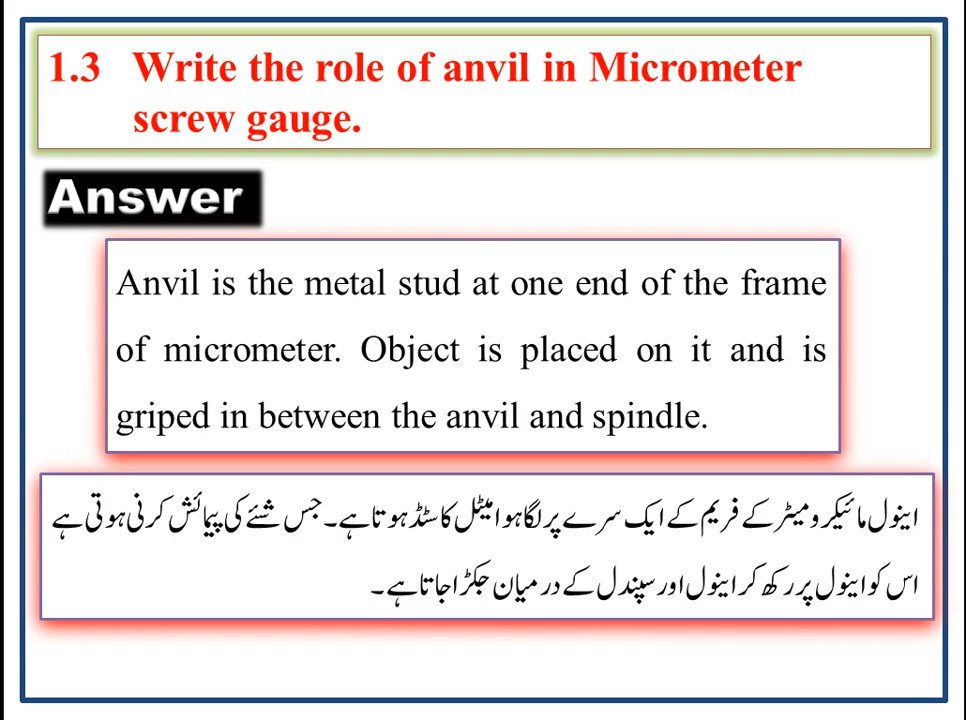 1.3 Write the role of anvil in Micrometer
screw gauge.
Answer
Anvil is the metal stud at one end of the frame
of micrometer. Object is placed on it and is
griped in between the anvil and spindle.
اینول مائیکرو میٹر کے فریم کے ایک سرے پر لگا ہوا میٹل کا سٹڈ ہوتا ہے۔ جس شئے کی پیمائش کرنی ہوتی ہے
اس کو اینول پر رکھ کر اینول اور سپنڈل کے درمیان جکڑا جاتا ہے۔